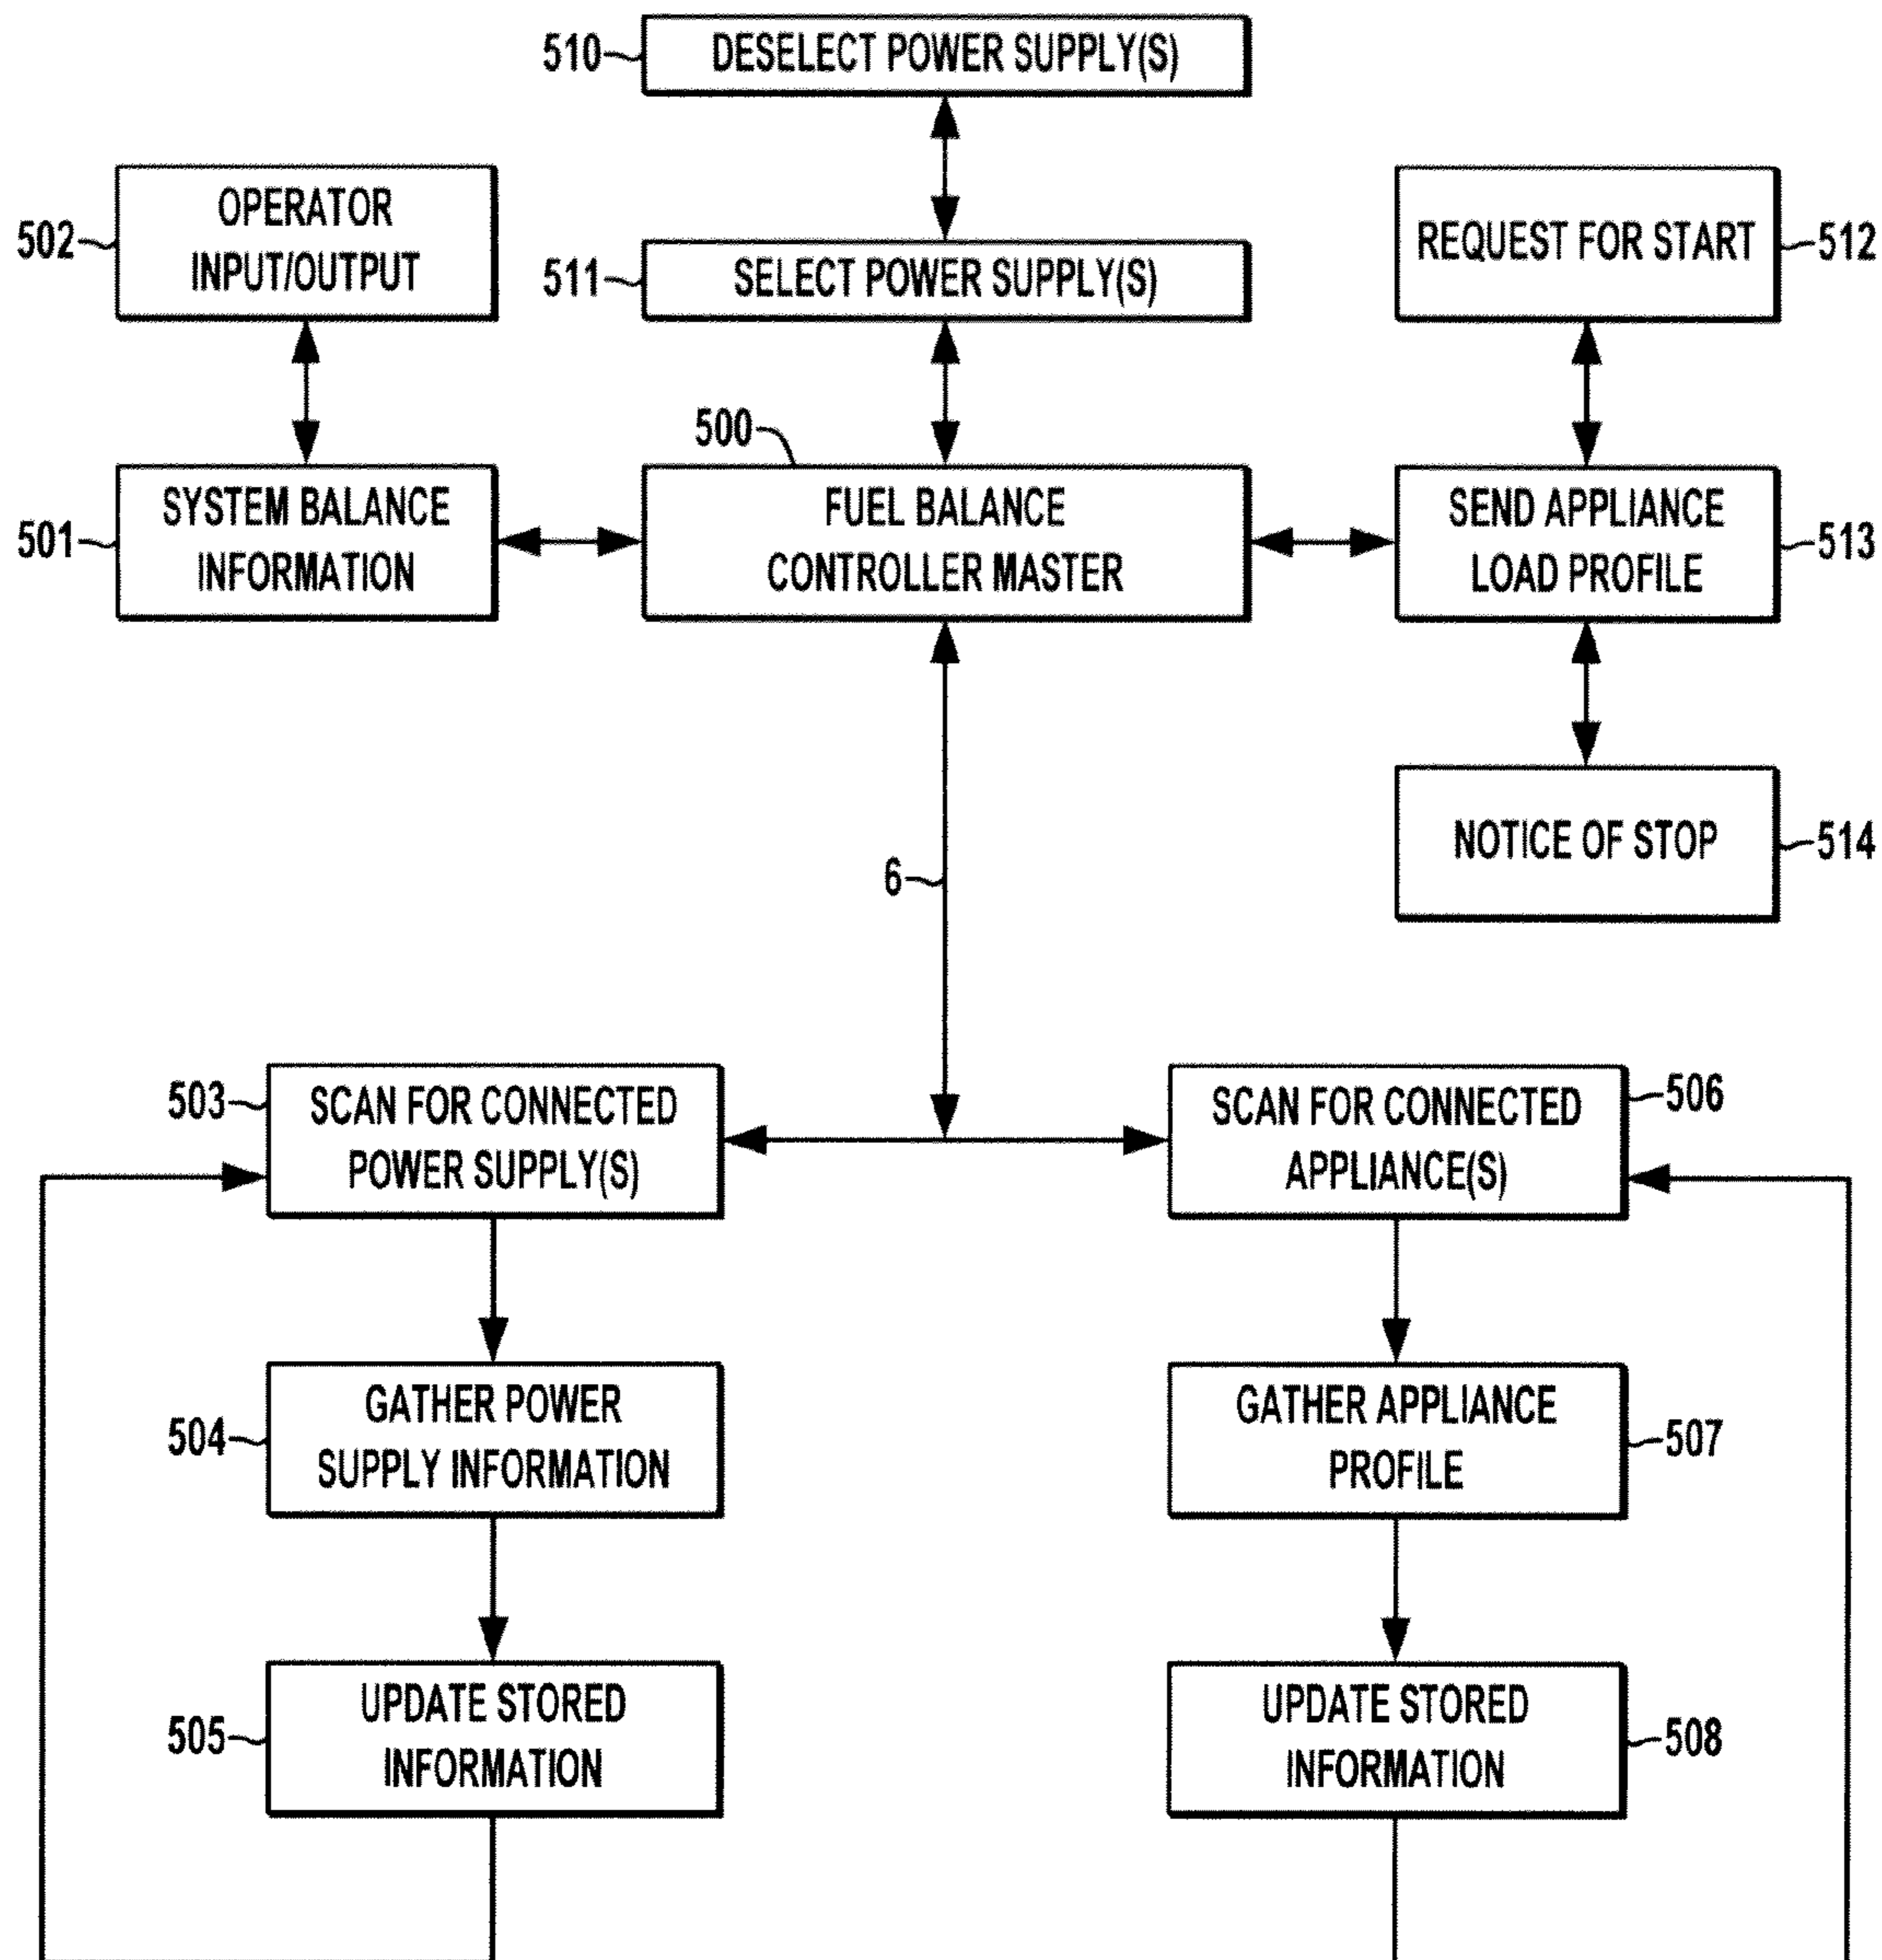 510
DESELECT POWER SUPPLY(S)
502
OPERATOR
INPUT/OUTPUT
511
SELECT POWER SUPPLY(S)
REQUEST FOR START
512
500
501
SYSTEM BALANCE
INFORMATION
FUEL BALANCE
CONTROLLER MASTER
SEND APPLIANCE
LOAD PROFILE
513
6
NOTICE OF STOP
514
503
SCAN FOR CONNECTED
POWER SUPPLY(S)
SCAN FOR CONNECTED
APPLIANCE(S)
506
504
GATHER POWER
SUPPLY INFORMATION
GATHER APPLIANCE
PROFILE
507
505
UPDATE STORED
INFORMATION
UPDATE STORED
INFORMATION
508